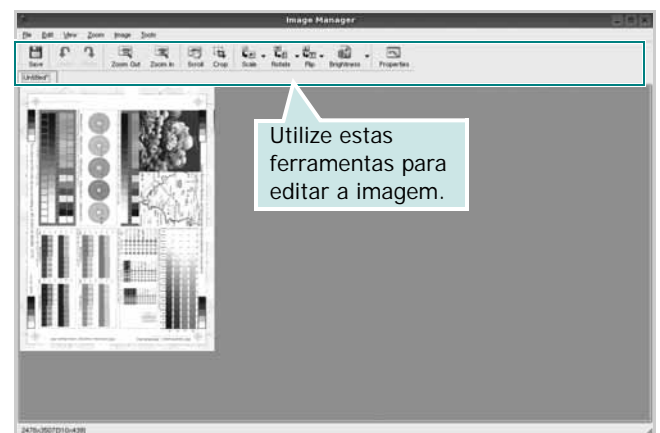 Image Manager
File Edit View Zoom Image Tools
Save Zoom Out Zoom In Scroll Crop Scale Rotate Flip Brightness Properties
Untitled*
Utilize estas
ferramentas para
editar a imagem.